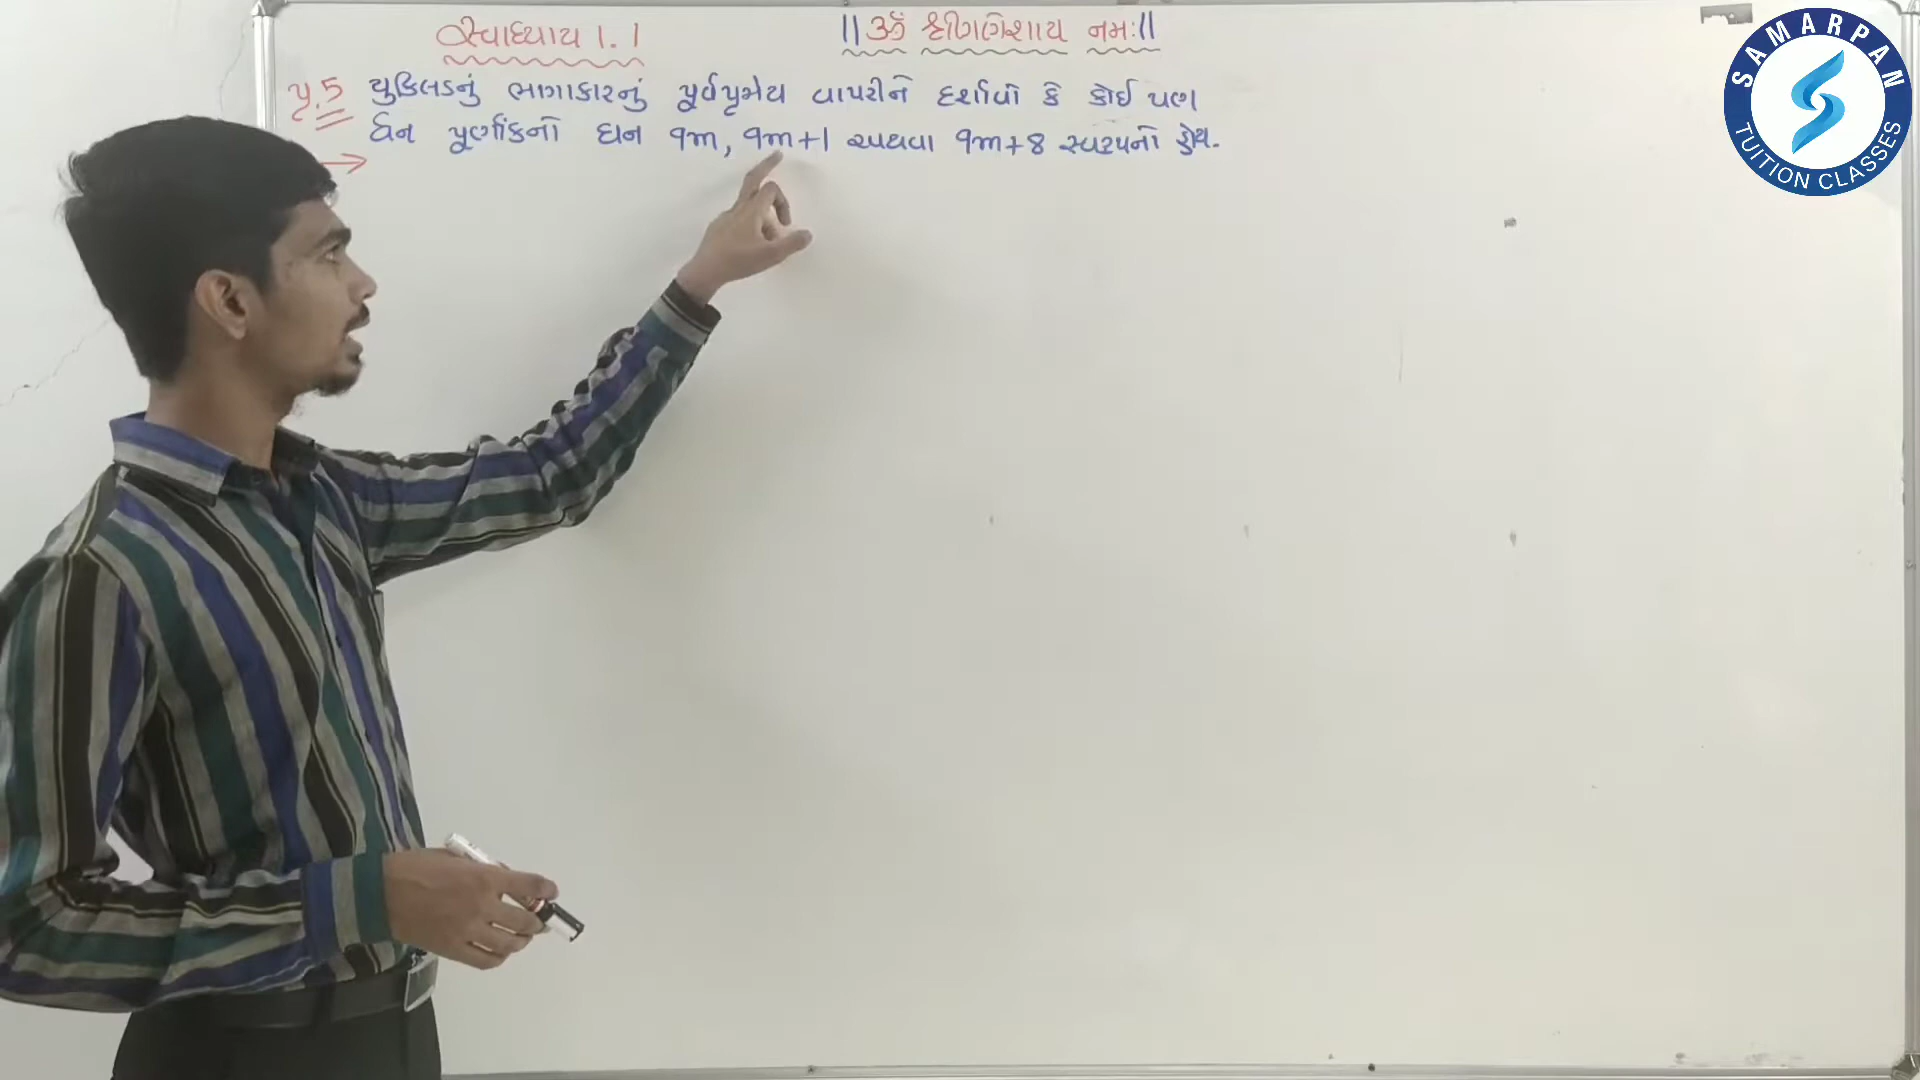 સ્વાધ્યાય 1.1
||ૐ શ્રી ગણેશાય નમઃ||
પ્ર.5 યુક્લિડનું ભાગાકારનું પૂર્વપ્રમેય વાપરીને દર્શાવો કે કોઈ પણ
ધન પૂર્ણાંકનો ઘન 9m, 9m+1 અથવા 9m+8 સ્વરૂપનો હોય.
SAMARPAN
TUITION CLASSES